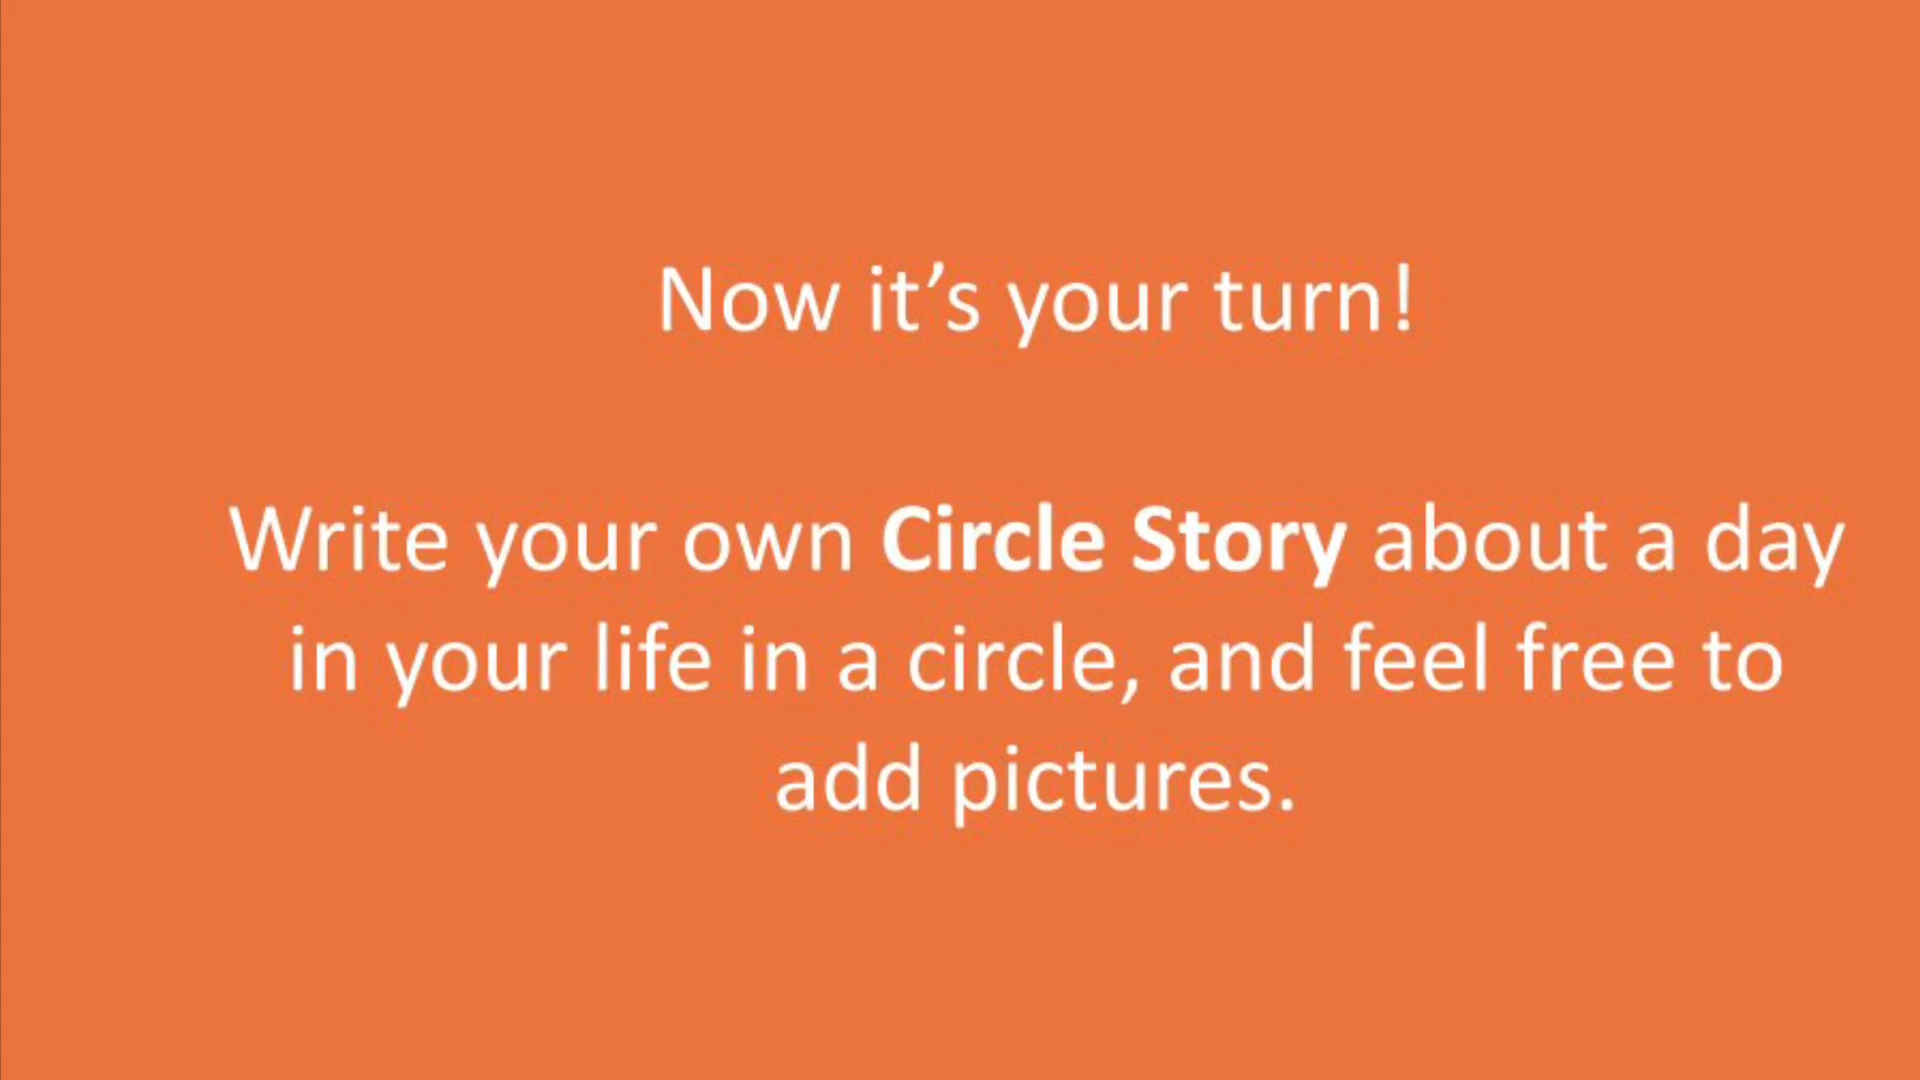 Now it’s your turn!
Write your own Circle Story about a day
in your life in a circle, and feel free to
add pictures.